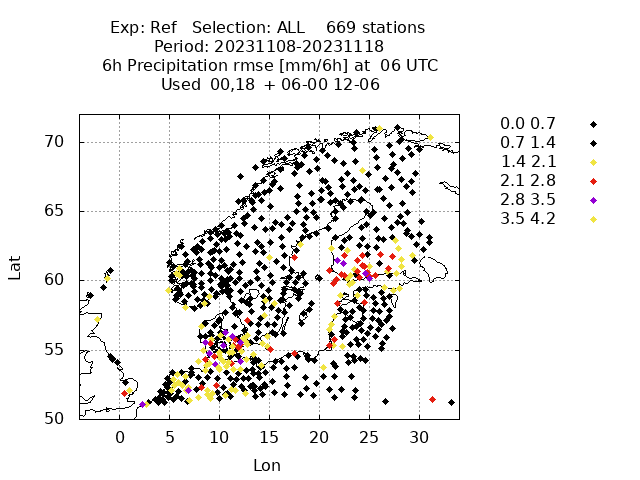 Exp: Ref Selection: ALL 669 stations
Period: 20231108-20231118
6h Precipitation rmse [mm/6h] at 06 UTC
Used 00,18 + 06-00 12-06
0.0 0.7
0.7 1.4
1.4 2.1
2.1 2.8
2.8 3.5
3.5 4.2
70
65
60
55
50
Lat
0 5 10 15 20 25 30
Lon